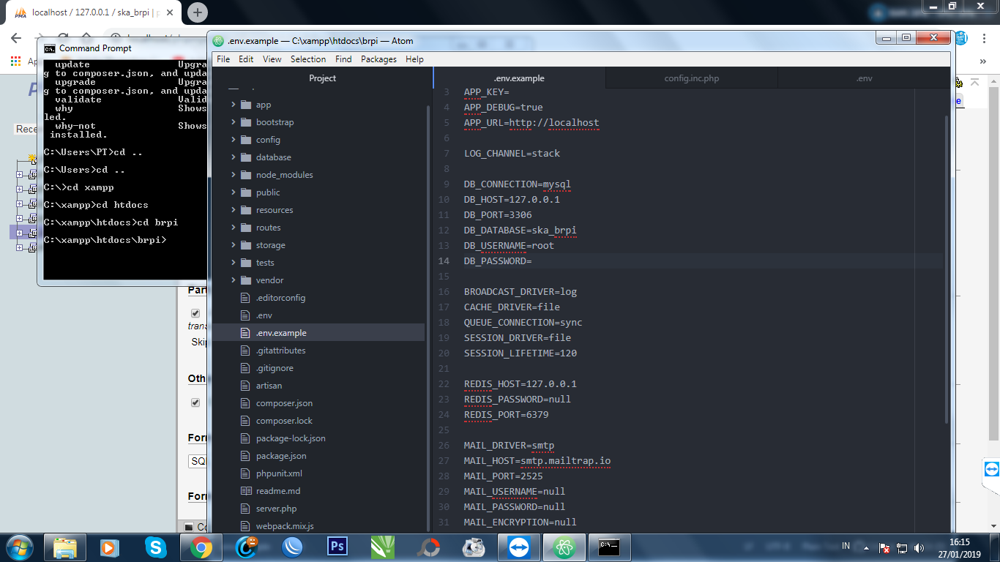 localhost / 127.0.0.1 / ska_brpi | p
Command Prompt
.env.example — C:\xampp\htdocs\brpi — Atom
File Edit View Selection Find Packages Help
update Upgra
g to composer.json, and upda
upgrade Upgra
g to composer.json, and upda
validate Valid
why Shows
led.
why-not Shows
installed.
C:\Users\PT>cd ..
C:\Users>cd ..
C:\>cd xampp
C:\xampp>cd htdocs
C:\xampp\htdocs>cd brpi
C:\xampp\htdocs\brpi>
Ap
Rece
Part
trans
Skip
Oth
Forn
SQL
Forn
Co
Project
app
bootstrap
config
database
node_modules
public
resources
routes
storage
tests
vendor
.editorconfig
.env
.env.example
.gitattributes
.gitignore
artisan
composer.json
composer.lock
package-lock.json
package.json
phpunit.xml
readme.md
server.php
webpack.mix.js
.env.example config.inc.php .env
3 APP_KEY=
4 APP_DEBUG=true
5 APP_URL=http://localhost
6
7 LOG_CHANNEL=stack
8
9 DB_CONNECTION=mysql
10 DB_HOST=127.0.0.1
11 DB_PORT=3306
12 DB_DATABASE=ska_brpi
13 DB_USERNAME=root
14 DB_PASSWORD=
15
16 BROADCAST_DRIVER=log
17 CACHE_DRIVER=file
18 QUEUE_CONNECTION=sync
19 SESSION_DRIVER=file
20 SESSION_LIFETIME=120
21
22 REDIS_HOST=127.0.0.1
23 REDIS_PASSWORD=null
24 REDIS_PORT=6379
25
26 MAIL_DRIVER=smtp
27 MAIL_HOST=smtp.mailtrap.io
28 MAIL_PORT=2525
29 MAIL_USERNAME=null
30 MAIL_PASSWORD=null
31 MAIL_ENCRYPTION=null
IN
16:15
27/01/2019